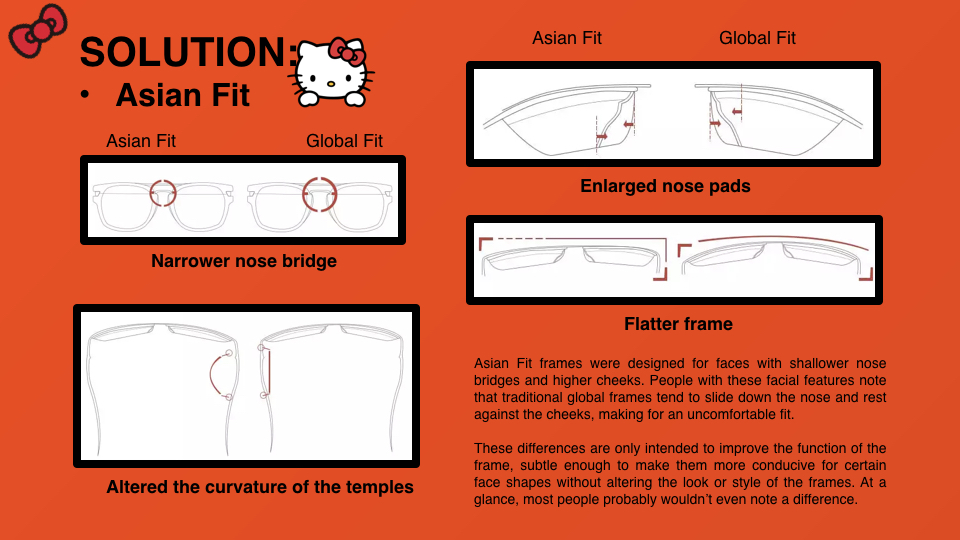 SOLUTION:
• Asian Fit
Asian Fit
Global Fit
Narrower nose bridge
Altered the curvature of the temples
Asian Fit
Global Fit
Enlarged nose pads
Flatter frame
Asian Fit frames were designed for faces with shallower nose
bridges and higher cheeks. People with these facial features note
that traditional global frames tend to slide down the nose and rest
against the cheeks, making for an uncomfortable fit.
These differences are only intended to improve the function of the
frame, subtle enough to make them more conducive for certain
face shapes without altering the look or style of the frames. At a
glance, most people probably wouldn’t even note a difference.